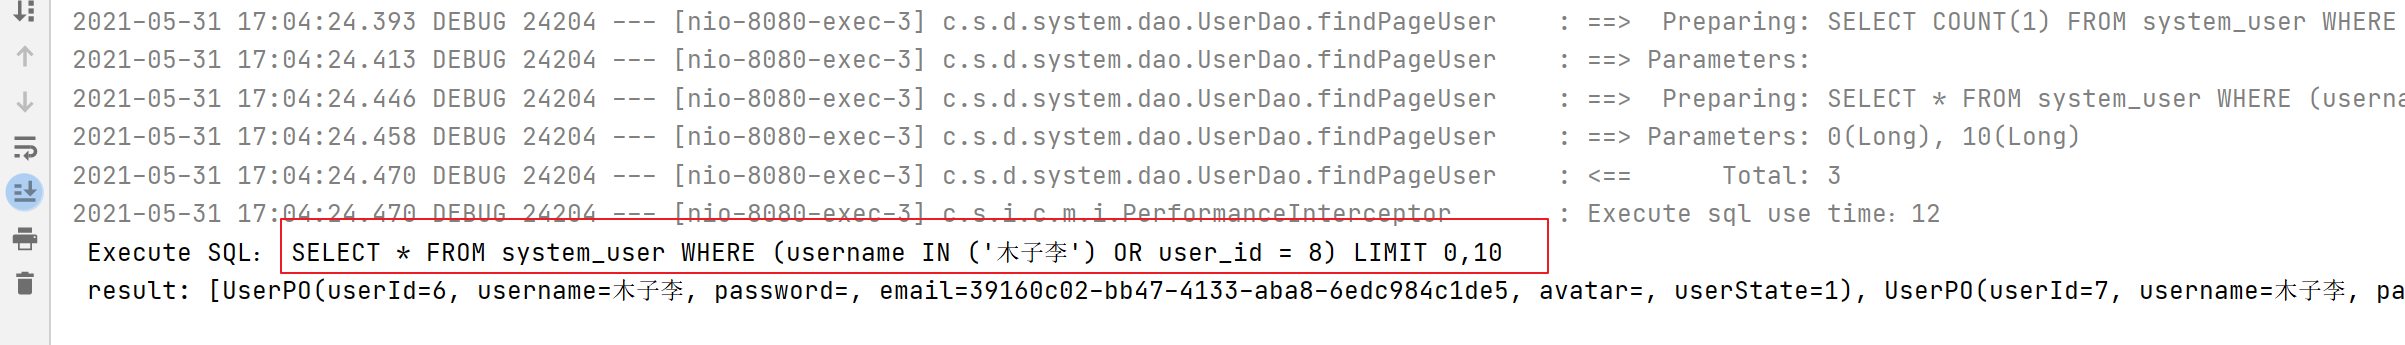 2021-05-31 17:04:24.393 DEBUG 24204 --- [nio-8080-exec-3] c.s.d.system.dao.UserDao.findPageUser    : ==>  Preparing: SELECT COUNT(1) FROM system_user WHERE
2021-05-31 17:04:24.413 DEBUG 24204 --- [nio-8080-exec-3] c.s.d.system.dao.UserDao.findPageUser    : ==> Parameters:
2021-05-31 17:04:24.446 DEBUG 24204 --- [nio-8080-exec-3] c.s.d.system.dao.UserDao.findPageUser    : ==>  Preparing: SELECT * FROM system_user WHERE (userna
2021-05-31 17:04:24.458 DEBUG 24204 --- [nio-8080-exec-3] c.s.d.system.dao.UserDao.findPageUser    : ==> Parameters: 0(Long), 10(Long)
2021-05-31 17:04:24.470 DEBUG 24204 --- [nio-8080-exec-3] c.s.d.system.dao.UserDao.findPageUser    : <==      Total: 3
2021-05-31 17:04:24.470 DEBUG 24204 --- [nio-8080-exec-3] c.s.i.c.m.i.PerformanceInterceptor       : Execute sql use time：12
Execute SQL： SELECT * FROM system_user WHERE (username IN ('木子李') OR user_id = 8) LIMIT 0,10
result: [UserPO(userId=6, username=木子李, password=, email=39160c02-bb47-4133-aba8-6edc984c1de5, avatar=, userState=1), UserPO(userId=7, username=木子李, pa